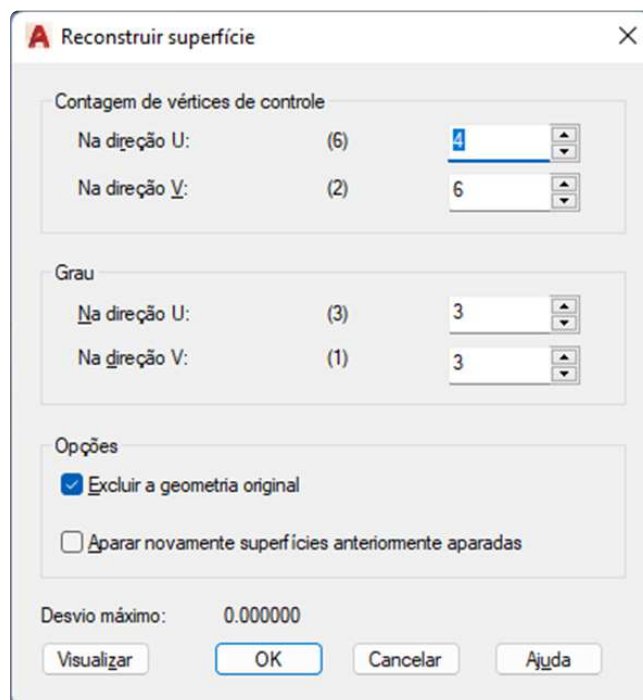 Reconstruir superfície
Contagem de vértices de controle
Na direção U: (6) 4
Na direção V: (2) 6
Grau
Na direção U: (3) 3
Na direção V: (1) 3
Opções
Excluir a geometria original
Aparar novamente superfícies anteriormente aparadas
Desvio máximo: 0.000000
Visualizar OK Cancelar Ajuda